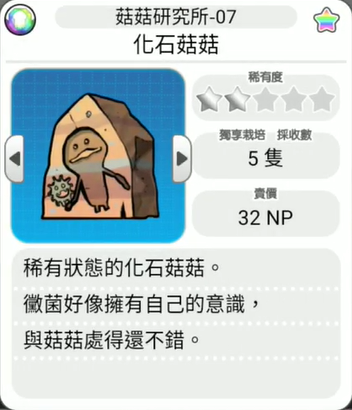 菇菇研究所-07
化石菇菇
稀有度
獨享栽培 採收數
5 隻
賣價
32 NP
稀有狀態的化石菇菇。
黴菌好像擁有自己的意識，
與菇菇處得還不錯。